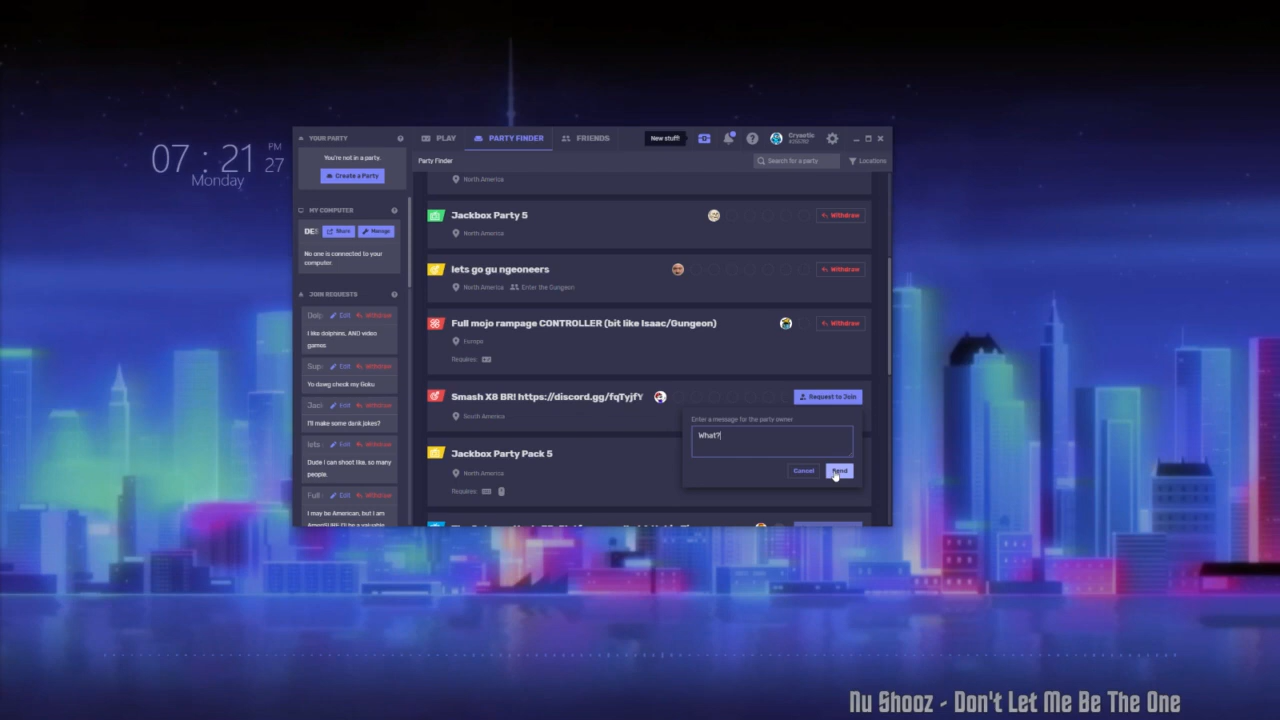 07 : 21 PM 27
Monday
YOUR PARTY
You're not in a party.
Create a Party
MY COMPUTER
Share Manage
No one is connected to your
computer.
JOIN REQUESTS
Edit Withdraw
I like dolphins, AND video
games.
Sup Edit Withdraw
Yo dawg check my Goku
Edit Withdraw
I'll make some dank jokes?
lets Edit Withdraw
Dude I can shoot like, so many
people.
Full Edit Withdraw
I may be American, but I am
PLAY PARTY FINDER FRIENDS New stuff!
Party Finder Search for a party Locations
North America
Jackbox Party 5 Withdraw
North America
lets go gu ngeoneers Withdraw
North America Enter the Gungeon
Full mojo rampage CONTROLLER (bit like Isaac/Gungeon) Withdraw
Europe
Requires:
Smash X8 BR! https://discord.gg/fqTyjfY Request to Join
South America
Enter a message for the party owner
What?
Cancel Send
Jackbox Party Pack 5
North America
Requires:
Nu Shooz - Don't Let Me Be The One